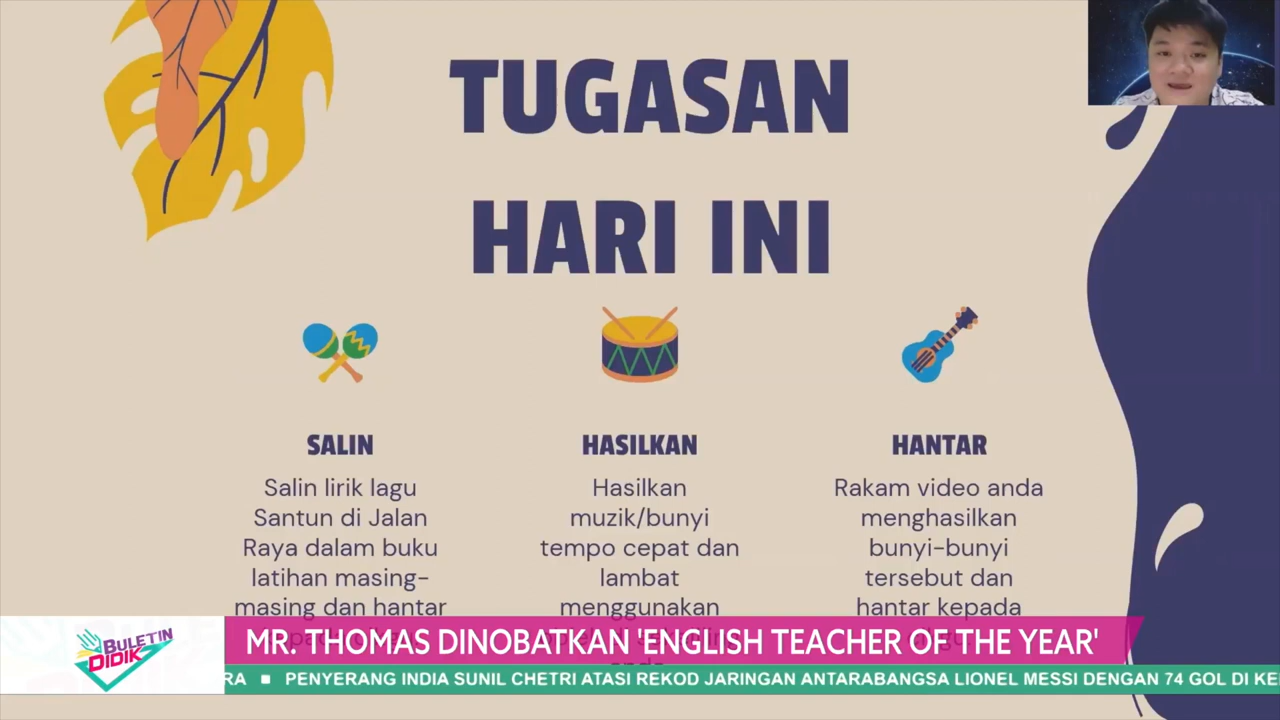 TUGASAN
HARI INI
SALIN
Salin lirik lagu
Santun di Jalan
Raya dalam buku
latihan masing-
masing dan hantar
HASILKAN
Hasilkan
muzik/bunyi
tempo cepat dan
lambat
menggunakan
HANTAR
Rakam video anda
menghasilkan
bunyi-bunyi
tersebut dan
hantar kepada
BULETIN
DIDIK
MR. THOMAS DINOBATKAN 'ENGLISH TEACHER OF THE YEAR'
RA ▪ PENYERANG INDIA SUNIL CHETRI ATASI REKOD JARINGAN ANTARABANGSA LIONEL MESSI DENGAN 74 GOL DI KE